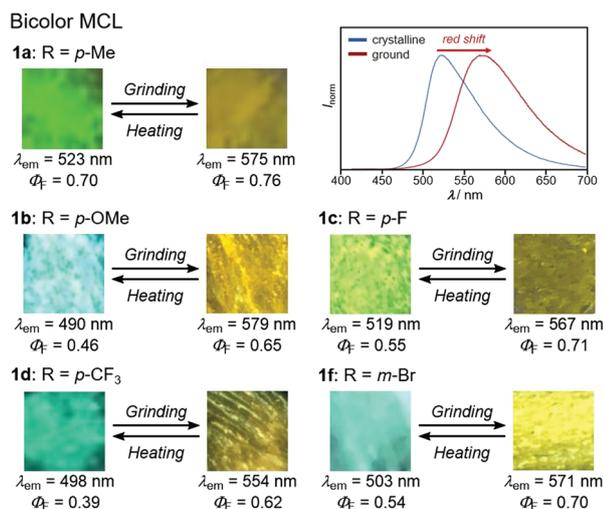 Bicolor MCL
1a: R = p-Me
Grinding
Heating
λem = 523 nm
ΦF = 0.70
λem = 575 nm
ΦF = 0.76
crystalline
ground
red shift
Inorm
400 450 500 550 600 650 700
λ / nm
1b: R = p-OMe
Grinding
Heating
λem = 490 nm
ΦF = 0.46
λem = 579 nm
ΦF = 0.65
1c: R = p-F
Grinding
Heating
λem = 519 nm
ΦF = 0.55
λem = 567 nm
ΦF = 0.71
1d: R = p-CF3
Grinding
Heating
λem = 498 nm
ΦF = 0.39
λem = 554 nm
ΦF = 0.62
1f: R = m-Br
Grinding
Heating
λem = 503 nm
ΦF = 0.54
λem = 571 nm
ΦF = 0.70